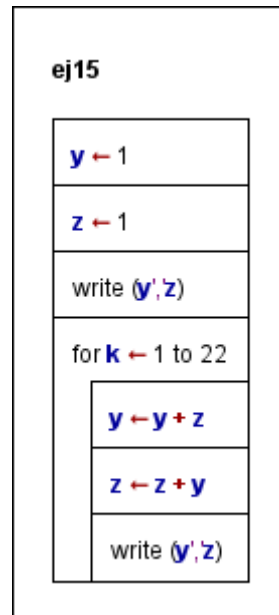 ej15
y ← 1
z ← 1
write (y','z)
for k ← 1 to 22
y ← y + z
z ← z + y
write (y','z)